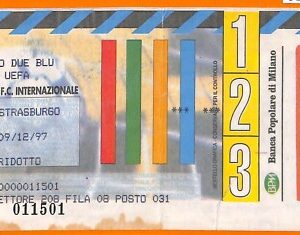 O DUE BLU
UEFA
F.C. INTERNAZIONALE
STRASBURGO
09/12/97
RIDOTTO
0000011501
011501
ETTORE 208 FILA 08 POSTO 031
*** ***
1
2
3
Banca Popolare di Milano
BPM